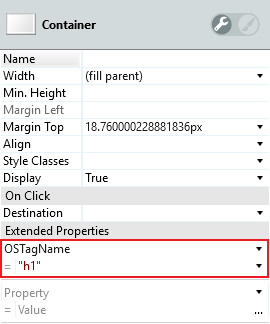 Container
Name
Width (fill parent)
Min. Height
Margin Left
Margin Top 18.760000228881836px
Align
Style Classes
Display True
On Click
Destination
Extended Properties
OSTagName
= "h1"
Property
= Value ...